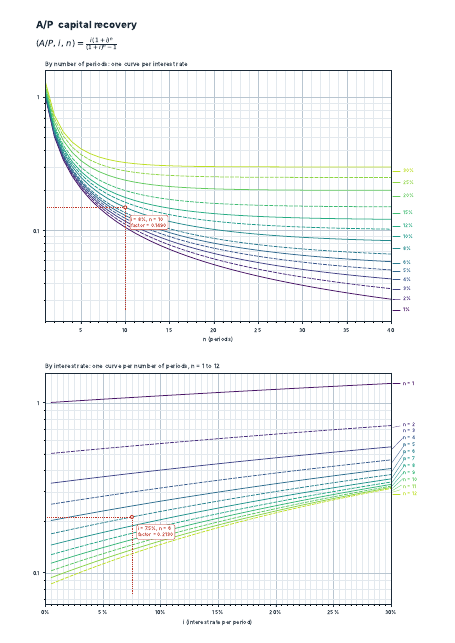 A/P capital recovery
(A/P, i, n) = i(1 + i)ⁿ / (1 + i)ⁿ − 1
By number of periods: one curve per interest rate
1
0.1
30%
25%
20%
15%
12%
10%
8%
6%
5%
4%
3%
2%
1%
i = 8%, n = 10
factor = 0.1490
5
10
15
20
25
30
35
40
n (periods)
By interest rate: one curve per number of periods, n = 1 to 12
1
0.1
n = 1
n = 2
n = 3
n = 4
n = 5
n = 6
n = 7
n = 8
n = 9
n = 10
n = 11
n = 12
i = 7.5%, n = 6
factor = 0.2130
0%
5%
10%
15%
20%
25%
30%
i (interest rate per period)